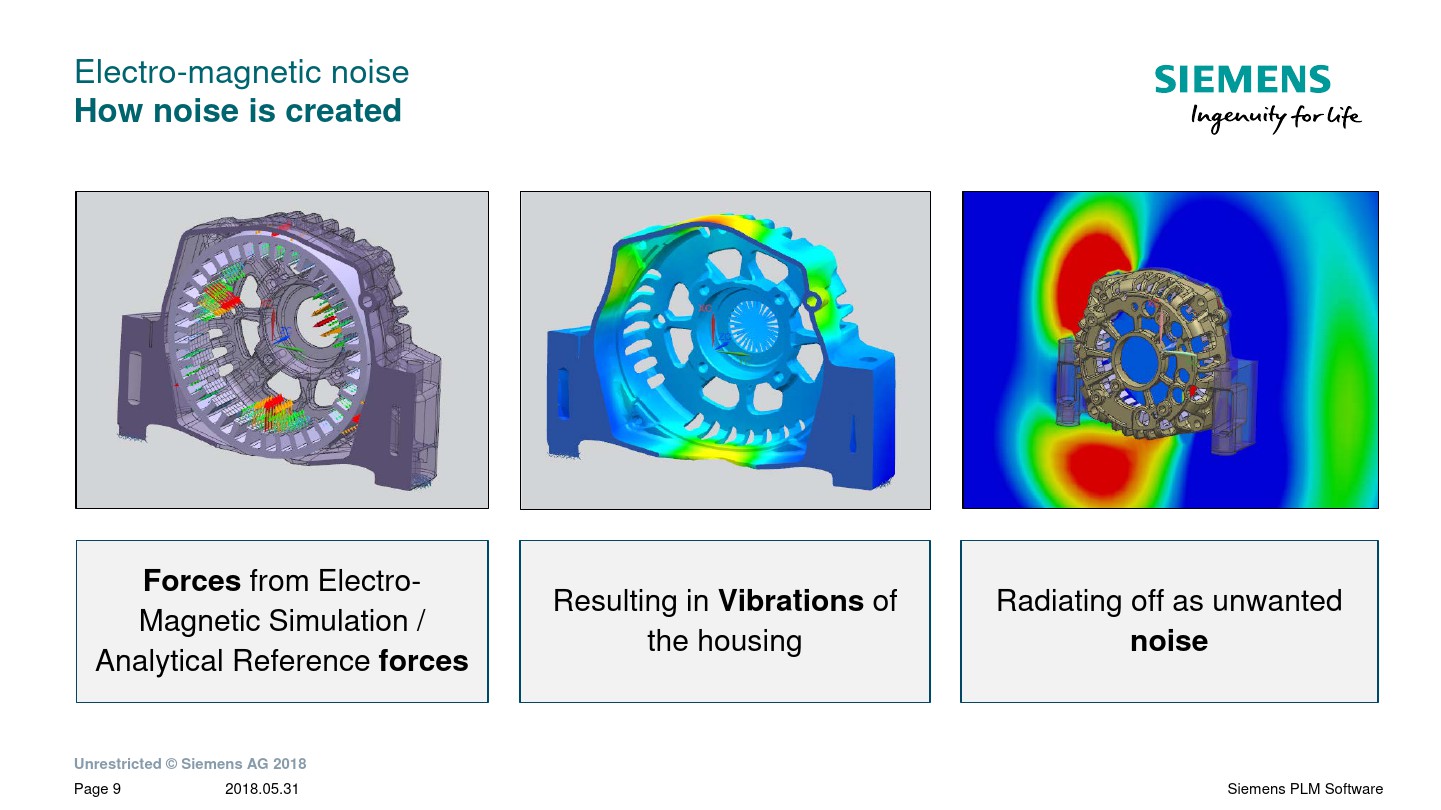 Electro-magnetic noise
How noise is created
SIEMENS
Ingenuity for life
Forces from Electro-
Magnetic Simulation /
Analytical Reference forces
Resulting in Vibrations of
the housing
Radiating off as unwanted
noise
Unrestricted © Siemens AG 2018
Page 9
2018.05.31
Siemens PLM Software